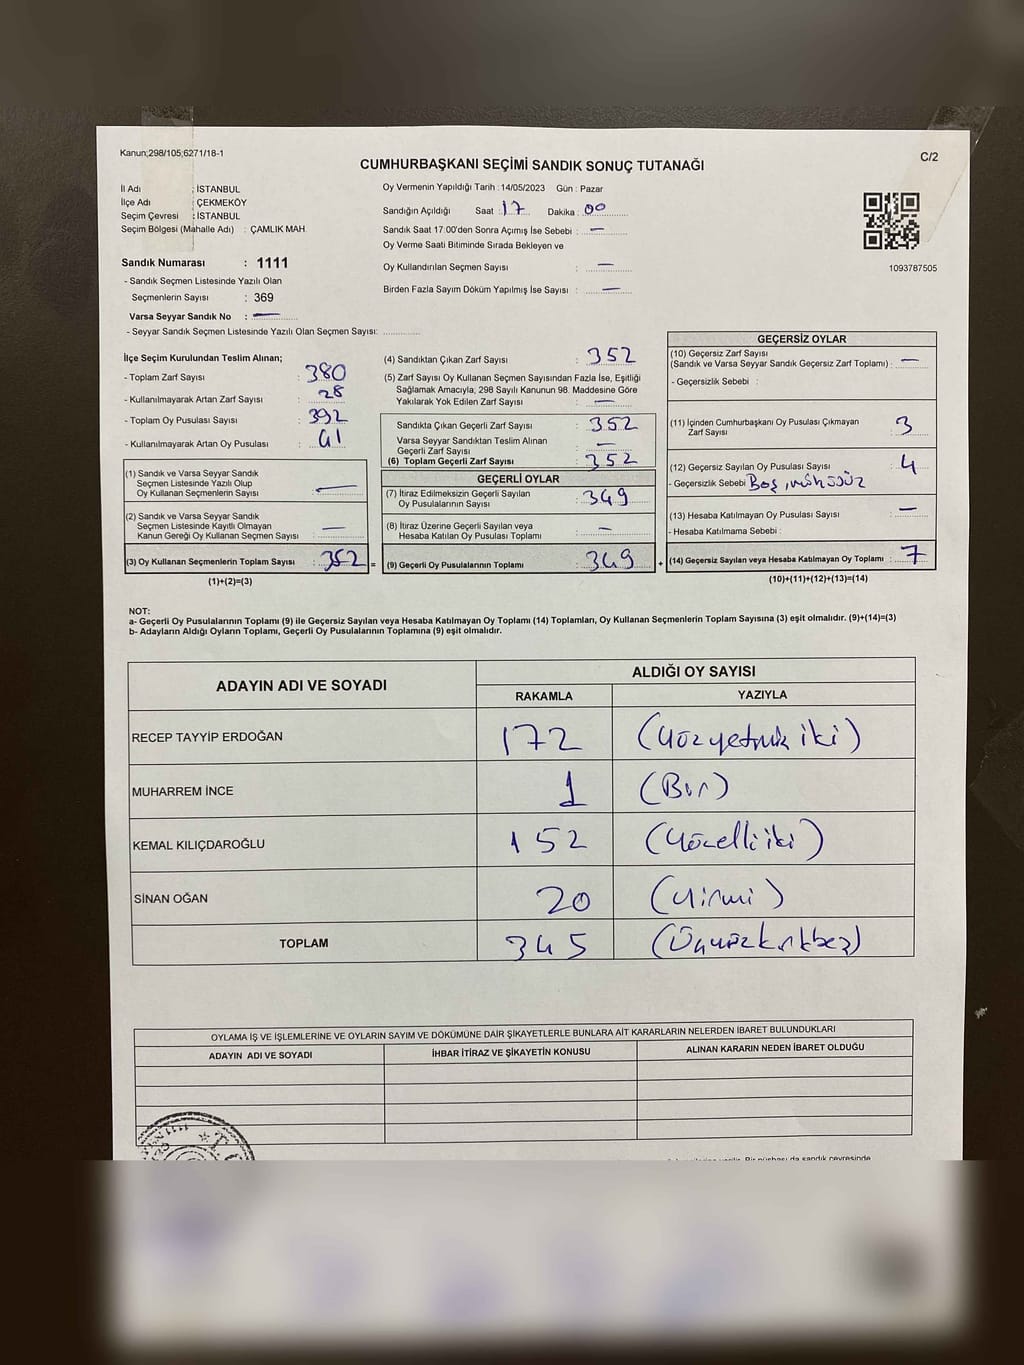 Kanun;298/105;6271/18-1
CUMHURBAŞKANI SEÇİMİ SANDIK SONUÇ TUTANAĞI
C/2
İl Adı : İSTANBUL
İlçe Adı : ÇEKMEKÖY
Seçim Çevresi : İSTANBUL
Seçim Bölgesi (Mahalle Adı) : ÇAMLIK MAH.
Sandık Numarası : 1111
- Sandık Seçmen Listesinde Yazılı Olan
Seçmenlerin Sayısı : 369
Varsa Seyyar Sandık No : —
- Seyyar Sandık Seçmen Listesinde Yazılı Olan Seçmen Sayısı:
Oy Vermenin Yapıldığı Tarih : 14/05/2023 Gün : Pazar
Sandığın Açıldığı Saat : 17 Dakika : 00
Sandık Saat 17:00'den Sonra Açımış İse Sebebi : —
Oy Verme Saati Bitiminde Sırada Bekleyen ve
Oy Kullandırılan Seçmen Sayısı : —
Birden Fazla Sayım Döküm Yapılmış İse Sayısı : —
1093787505
İlçe Seçim Kurulundan Teslim Alınan;
- Toplam Zarf Sayısı : 380
- Kullanılmayarak Artan Zarf Sayısı : 28
- Toplam Oy Pusulası Sayısı : 392
- Kullanılmayarak Artan Oy Pusulası : 41
(1) Sandık ve Varsa Seyyar Sandık
Seçmen Listesinde Yazılı Olup
Oy Kullanan Seçmenlerin Sayısı : —
(2) Sandık ve Varsa Seyyar Sandık
Seçmen Listesinde Kayıtlı Olmayan
Kanun Gereği Oy Kullanan Seçmen Sayısı : —
(3) Oy Kullanan Seçmenlerin Toplam Sayısı : 352 =
(1)+(2)=(3)
(4) Sandıktan Çıkan Zarf Sayısı : 352
(5) Zarf Sayısı Oy Kullanan Seçmen Sayısından Fazla İse, Eşitliği
Sağlamak Amacıyla; 298 Sayılı Kanunun 98. Maddesine Göre
Yakılarak Yok Edilen Zarf Sayısı : —
Sandıkta Çıkan Geçerli Zarf Sayısı : 352
Varsa Seyyar Sandıktan Teslim Alınan
Geçerli Zarf Sayısı : —
(6) Toplam Geçerli Zarf Sayısı : 352
GEÇERLİ OYLAR
(7) İtiraz Edilmeksizin Geçerli Sayılan
Oy Pusulalarının Sayısı : 349
(8) İtiraz Üzerine Geçerli Sayılan veya
Hesaba Katılan Oy Pusulası Toplamı : —
(9) Geçerli Oy Pusulalarının Toplamı : 349 +
GEÇERSİZ OYLAR
(10) Geçersiz Zarf Sayısı
(Sandık ve Varsa Seyyar Sandık Geçersiz Zarf Toplamı) : —
- Geçersizlik Sebebi :
(11) İçinden Cumhurbaşkanı Oy Pusulası Çıkmayan
Zarf Sayısı : 3
(12) Geçersiz Sayılan Oy Pusulası Sayısı : 4
- Geçersizlik Sebebi Boş, mühüsüz
(13) Hesaba Katılmayan Oy Pusulası Sayısı : —
- Hesaba Katılmama Sebebi :
(14) Geçersiz Sayılan veya Hesaba Katılmayan Oy Toplamı : 7
(10)+(11)+(12)+(13)=(14)
NOT:
a- Geçerli Oy Pusulalarının Toplamı (9) ile Geçersiz Sayılan veya Hesaba Katılmayan Oy Toplamı (14) Toplamları, Oy Kullanan Seçmenlerin Toplam Sayısına (3) eşit olmalıdır. (9)+(14)=(3)
b- Adayların Aldığı Oyların Toplamı, Geçerli Oy Pusulalarının Toplamına (9) eşit olmalıdır.
ADAYIN ADI VE SOYADI
ALDIĞI OY SAYISI
RAKAMLA YAZIYLA
RECEP TAYYİP ERDOĞAN 172 (Yüzyetmik iki)
MUHARREM İNCE 1 (Bir)
KEMAL KILIÇDAROĞLU 152 (Yüzelli iki)
SİNAN OĞAN 20 (Yirmi)
TOPLAM 345 (Üçyüzkırkbeş)
OYLAMA İŞ VE İŞLEMLERİNE VE OYLARIN SAYIM VE DÖKÜMÜNE DAİR ŞİKAYETLERLE BUNLARA AİT KARARLARIN NELERDEN İBARET BULUNDUKLARI
ADAYIN ADI VE SOYADI İHBAR İTİRAZ VE ŞİKAYETİN KONUSU ALINAN KARARIN NEDEN İBARET OLDUĞU